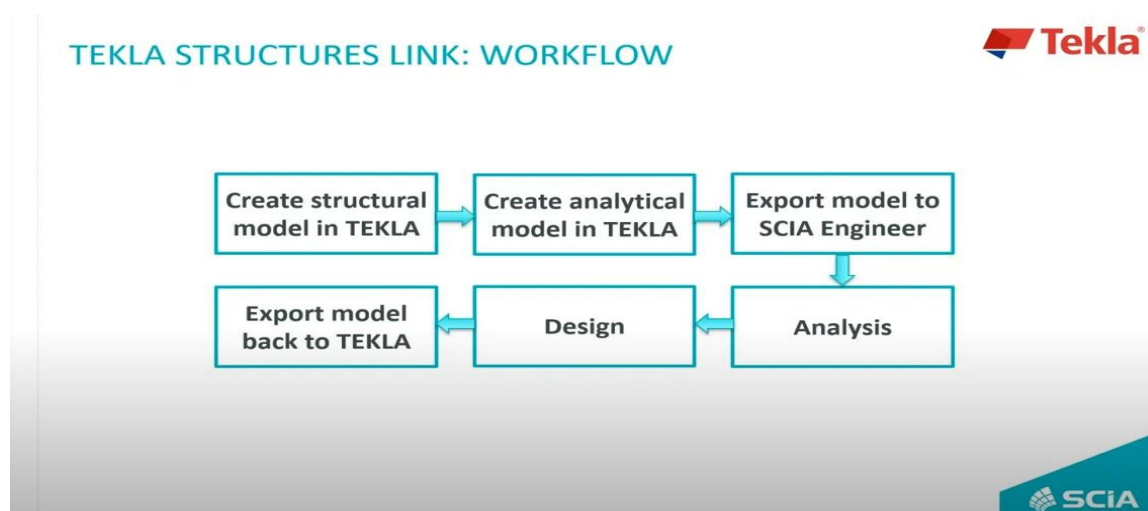 TEKLA STRUCTURES LINK: WORKFLOW
Tekla®
Create structural
model in TEKLA
Create analytical
model in TEKLA
Export model to
SCIA Engineer
Export model
back to TEKLA
Design
Analysis
SCiA